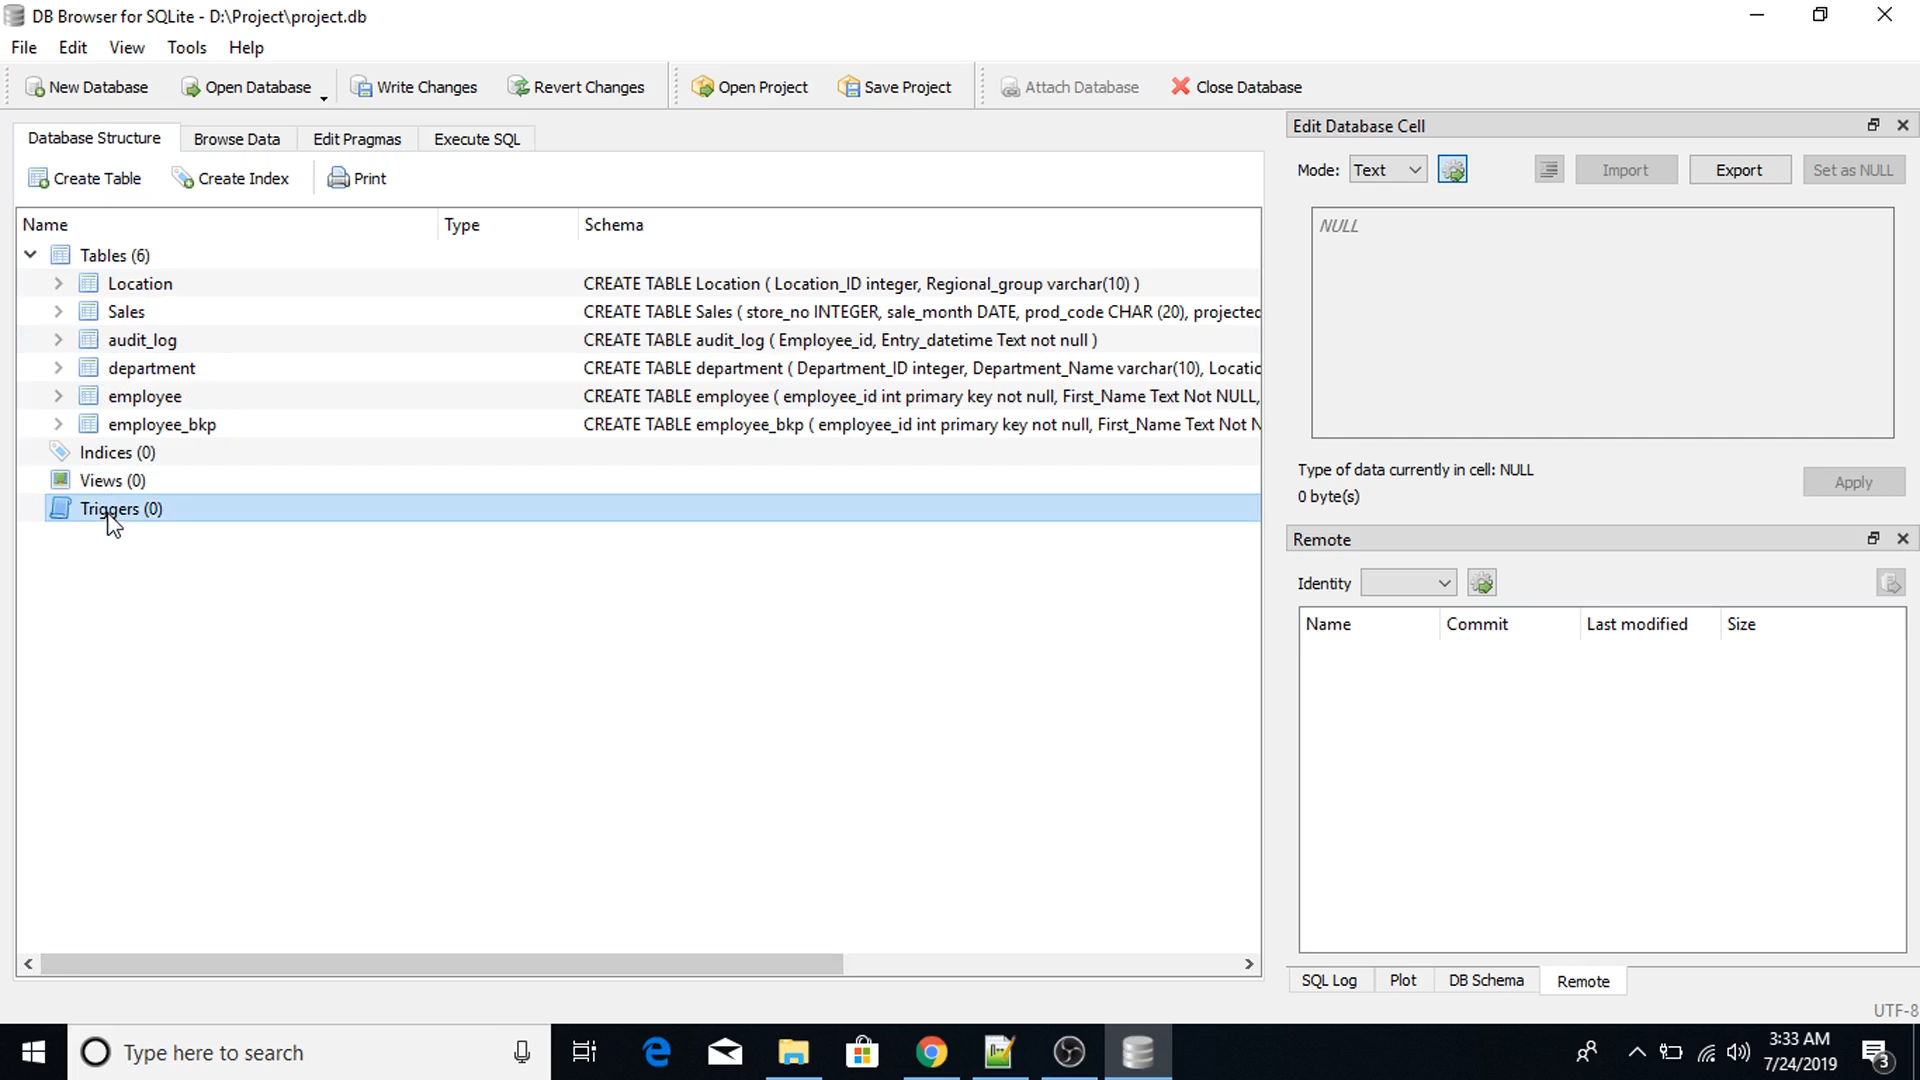 DB Browser for SQLite - D:\Project\project.db
File Edit View Tools Help
New Database Open Database Write Changes Revert Changes Open Project Save Project Attach Database Close Database
Database Structure Browse Data Edit Pragmas Execute SQL
Create Table Create Index Print
Name Type Schema
Tables (6)
Location CREATE TABLE Location ( Location_ID integer, Regional_group varchar(10) )
Sales CREATE TABLE Sales ( store_no INTEGER, sale_month DATE, prod_code CHAR (20), projected
audit_log CREATE TABLE audit_log ( Employee_id, Entry_datetime Text not null )
department CREATE TABLE department ( Department_ID integer, Department_Name varchar(10), Locatio
employee CREATE TABLE employee ( employee_id int primary key not null, First_Name Text Not NULL,
employee_bkp CREATE TABLE employee_bkp ( employee_id int primary key not null, First_Name Text Not N
Indices (0)
Views (0)
Triggers (0)
Edit Database Cell
Mode: Text Import Export Set as NULL
NULL
Type of data currently in cell: NULL
0 byte(s)
Apply
Remote
Identity
Name Commit Last modified Size
SQL Log Plot DB Schema Remote
UTF-8
Type here to search
3:33 AM
7/24/2019
3